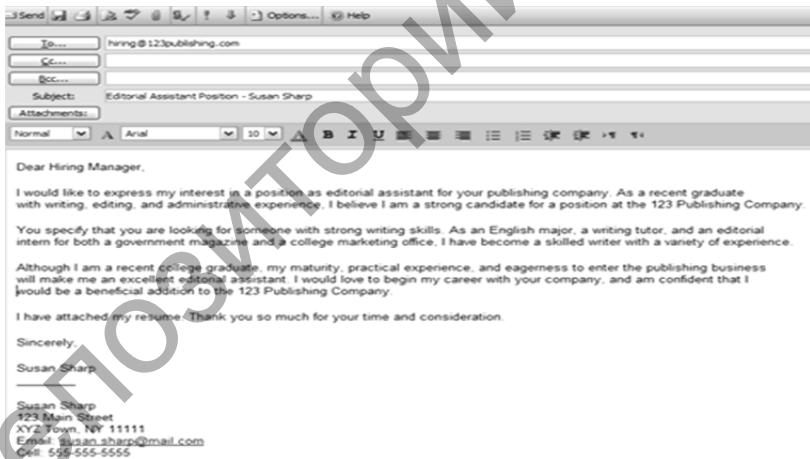 Send Options... Help
To... hiring@123publishing.com
Cc...
Bcc...
Subject: Editorial Assistant Position - Susan Sharp
Attachments:
Normal A Arial 10 A B I U
Dear Hiring Manager,
I would like to express my interest in a position as editorial assistant for your publishing company. As a recent graduate
with writing, editing, and administrative experience, I believe I am a strong candidate for a position at the 123 Publishing Company.
You specify that you are looking for someone with strong writing skills. As an English major, a writing tutor, and an editorial
intern for both a government magazine and a college marketing office, I have become a skilled writer with a variety of experience.
Although I am a recent college graduate, my maturity, practical experience, and eagerness to enter the publishing business
will make me an excellent editorial assistant. I would love to begin my career with your company, and am confident that I
would be a beneficial addition to the 123 Publishing Company.
I have attached my resume. Thank you so much for your time and consideration.
Sincerely,
Susan Sharp
Susan Sharp
123 Main Street
XYZ Town, NY 11111
Email: susan.sharp@mail.com
Cell: 555-555-5555
епозитории